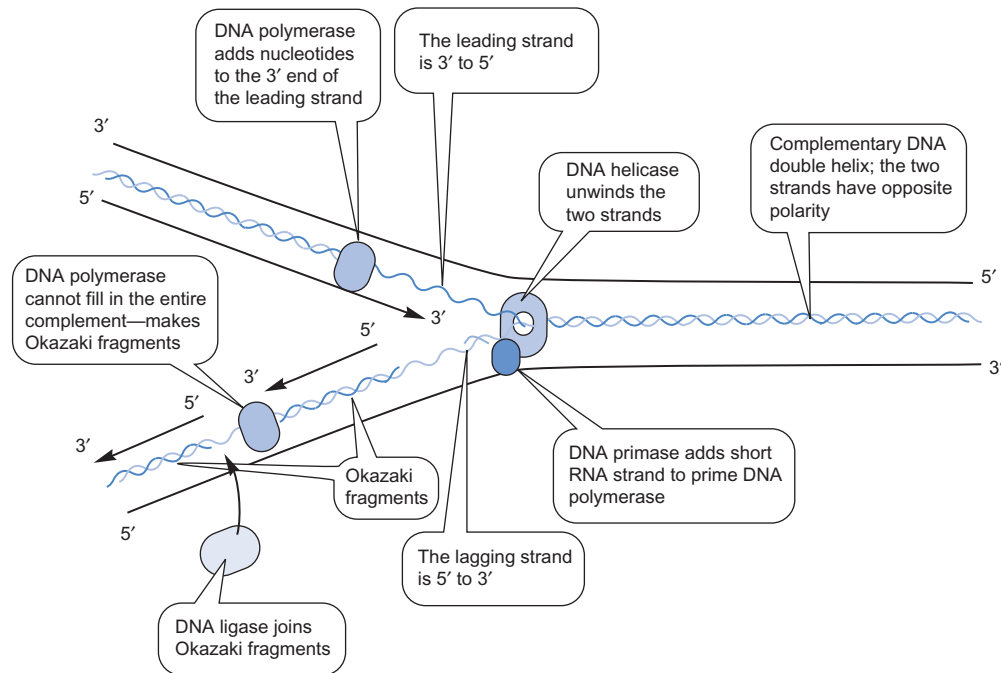 DNA polymerase
adds nucleotides
to the 3′ end of
the leading strand
The leading strand
is 3′ to 5′
3′
5′
DNA helicase
unwinds the
two strands
Complementary DNA
double helix; the two
strands have opposite
polarity
DNA polymerase
cannot fill in the entire
complement—makes
Okazaki fragments
3′
5′
5′
3′
3′
5′
3′
5′
Okazaki
fragments
DNA primase adds short
RNA strand to prime DNA
polymerase
The lagging strand
is 5′ to 3′
DNA ligase joins
Okazaki fragments